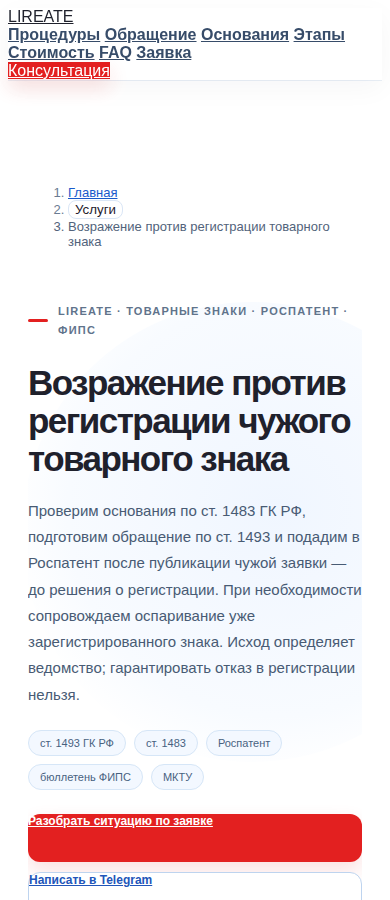 LIREATE
Процедуры Обращение Основания Этапы
Стоимость FAQ Заявка
Консультация
1. Главная
2. Услуги
3. Возражение против регистрации товарного
знака
LIREATE · ТОВАРНЫЕ ЗНАКИ · РОСПАТЕНТ ·
ФИПС
Возражение против
регистрации чужого
товарного знака
Проверим основания по ст. 1483 ГК РФ,
подготовим обращение по ст. 1493 и подадим в
Роспатент после публикации чужой заявки —
до решения о регистрации. При необходимости
сопровождаем оспаривание уже
зарегистрированного знака. Исход определяет
ведомство; гарантировать отказ в регистрации
нельзя.
ст. 1493 ГК РФ ст. 1483 Роспатент
бюллетень ФИПС МКТУ
Разобрать ситуацию по заявке
Написать в Telegram